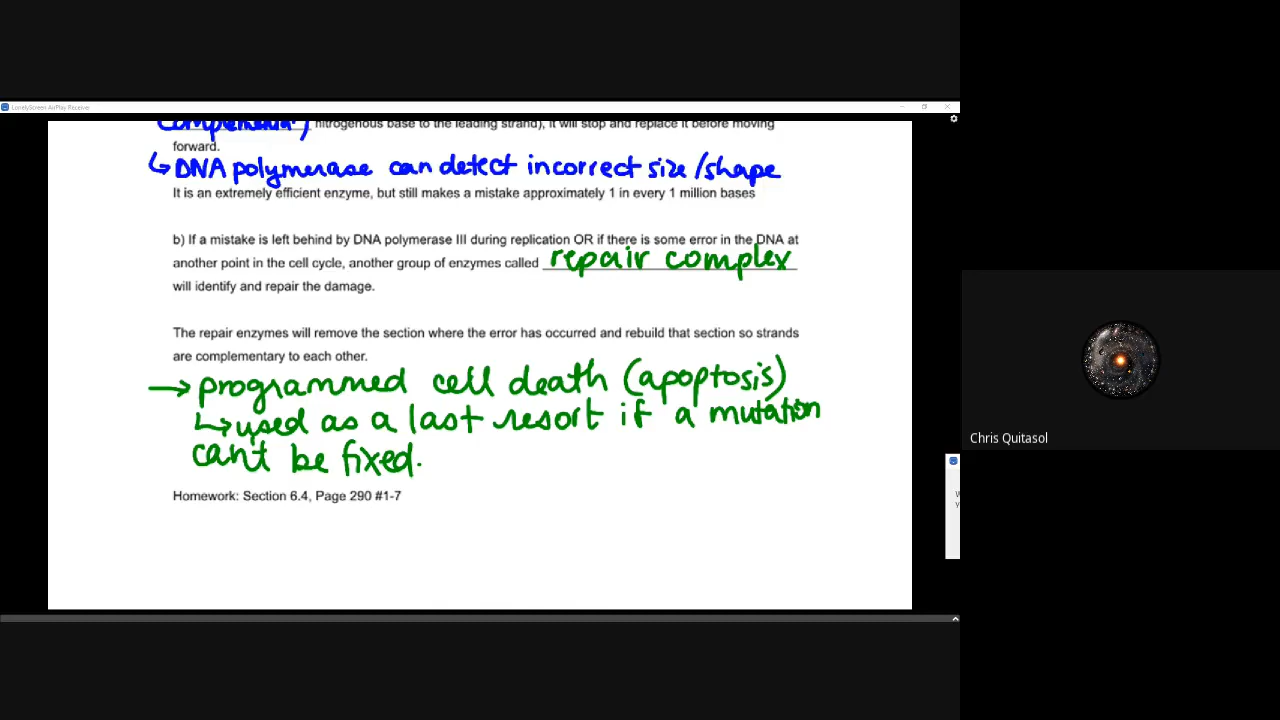 LonelyScreen AirPlay Receiver
complementary nitrogenous base to the leading strand), it will stop and replace it before moving
forward.
↳ DNA polymerase can detect incorrect size/shape
It is an extremely efficient enzyme, but still makes a mistake approximately 1 in every 1 million bases
b) If a mistake is left behind by DNA polymerase III during replication OR if there is some error in the DNA at
another point in the cell cycle, another group of enzymes called repair complex
will identify and repair the damage.
The repair enzymes will remove the section where the error has occurred and rebuild that section so strands
are complementary to each other.
→ programmed cell death (apoptosis)
↳ used as a last resort if a mutation
can't be fixed.
Homework: Section 6.4, Page 290 #1-7
Chris Quitasol